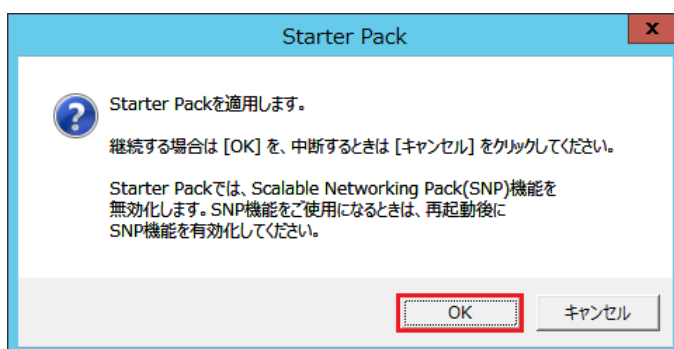 Starter Pack
x
Starter Packを適用します。
継続する場合は [OK] を、中断するときは [キャンセル] をクリックしてください。
Starter Packでは、Scalable Networking Pack(SNP)機能を
無効化します。SNP機能をご使用になるときは、再起動後に
SNP機能を有効化してください。
OK
キャンセル